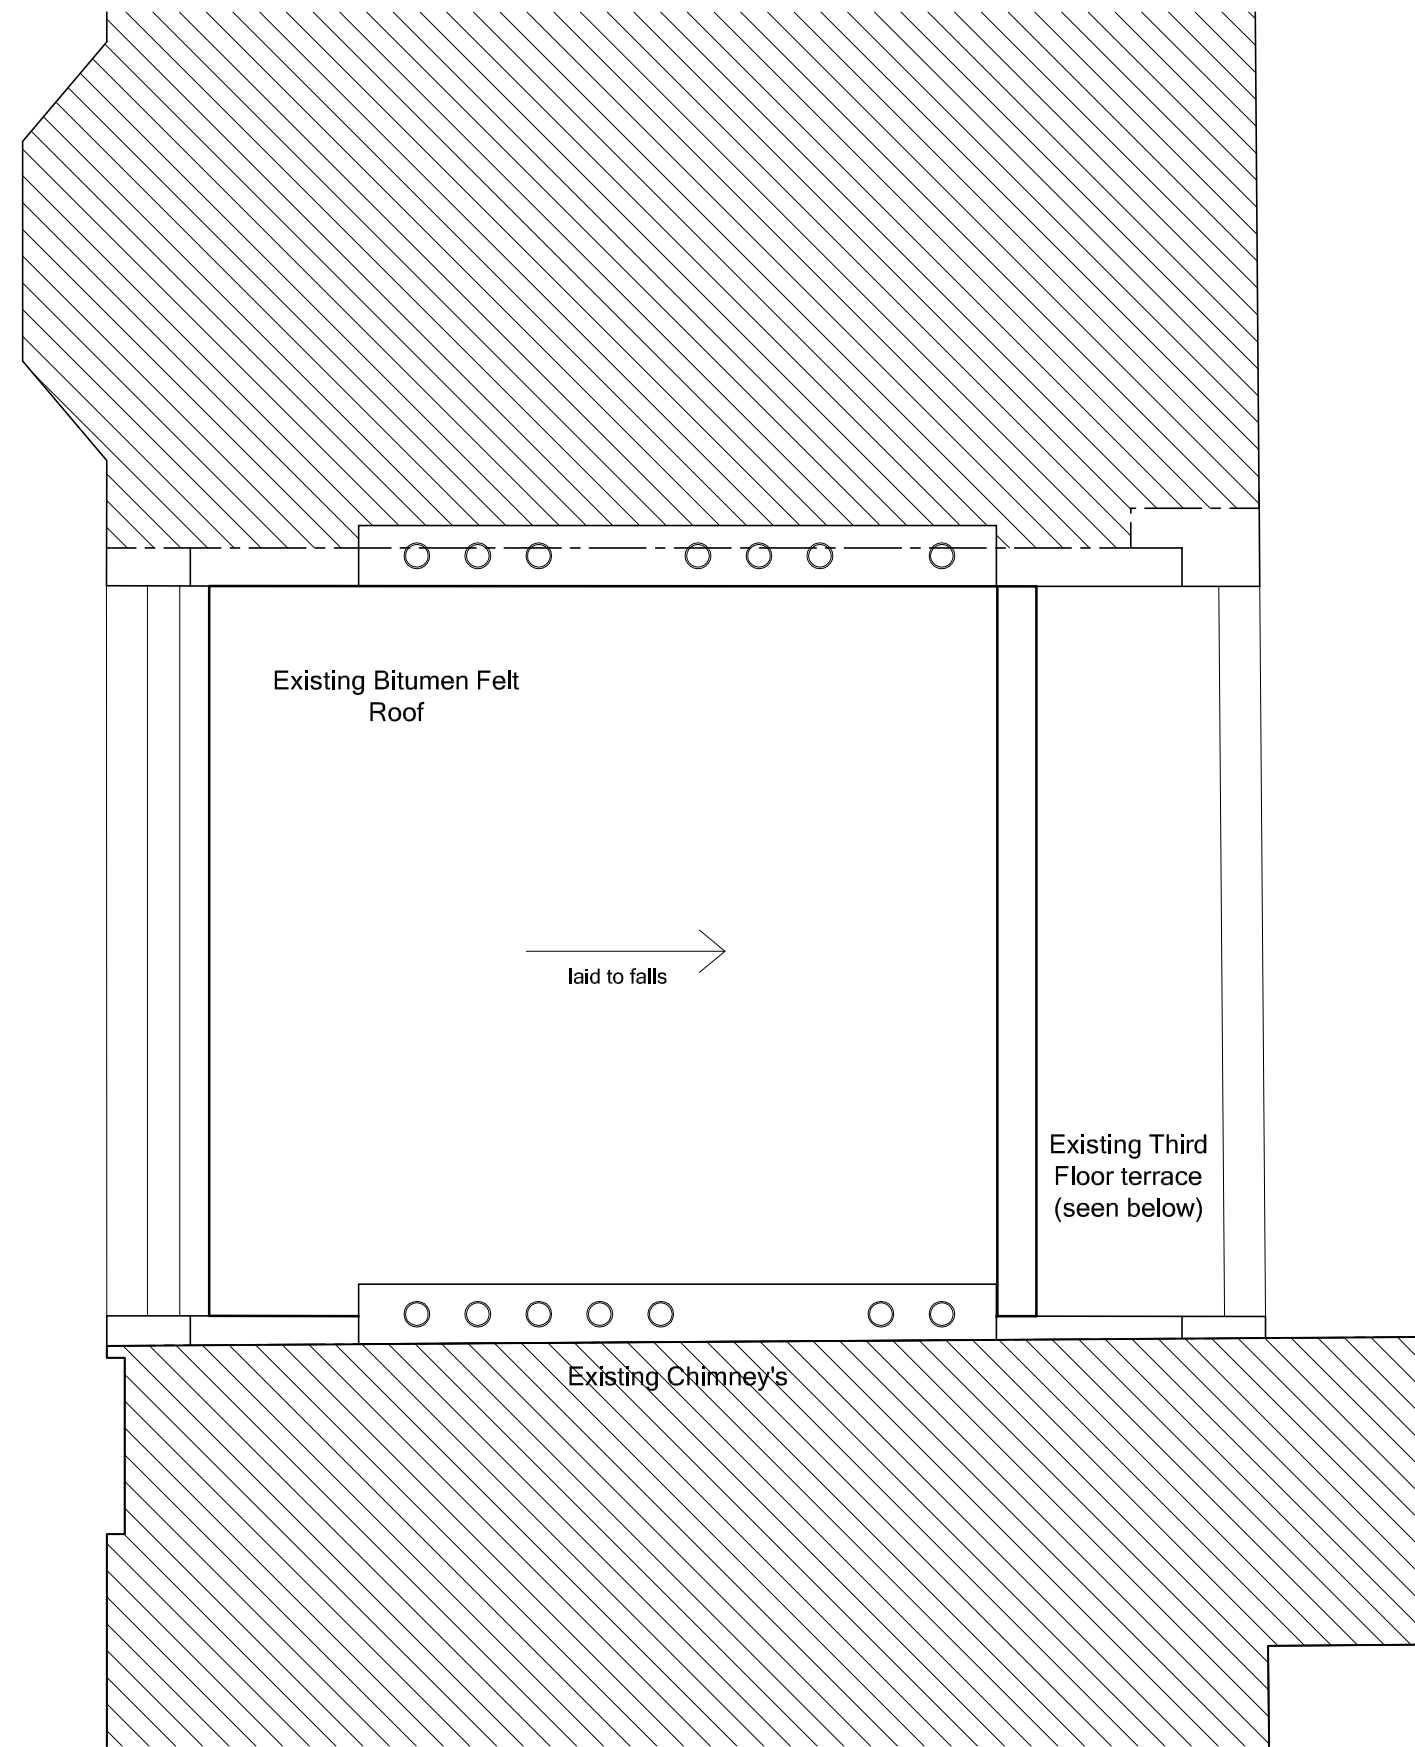 Existing Bitumen Felt
Roof
laid to falls
Existing Third
Floor terrace
(seen below)
Existing Chimney's